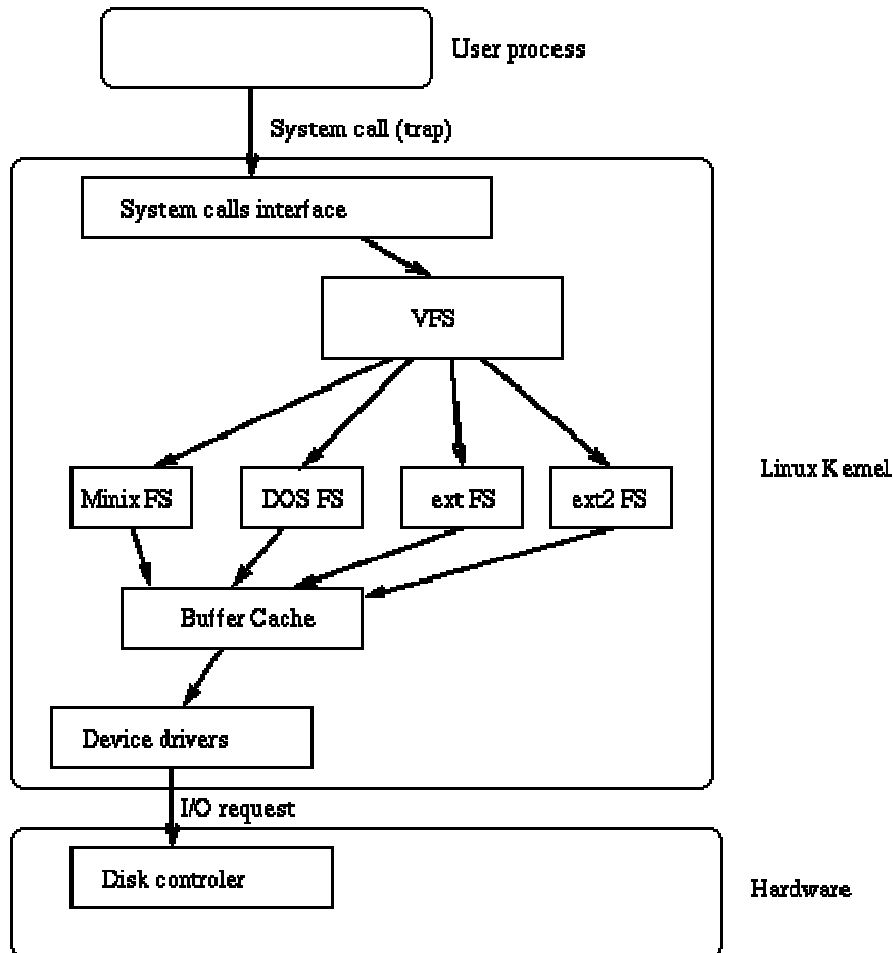 User process
System call (trap)
System calls interface
VFS
Linux Kernel
Minix FS
DOS FS
ext FS
ext2 FS
Buffer Cache
Device drivers
I/O request
Disk controler
Hardware